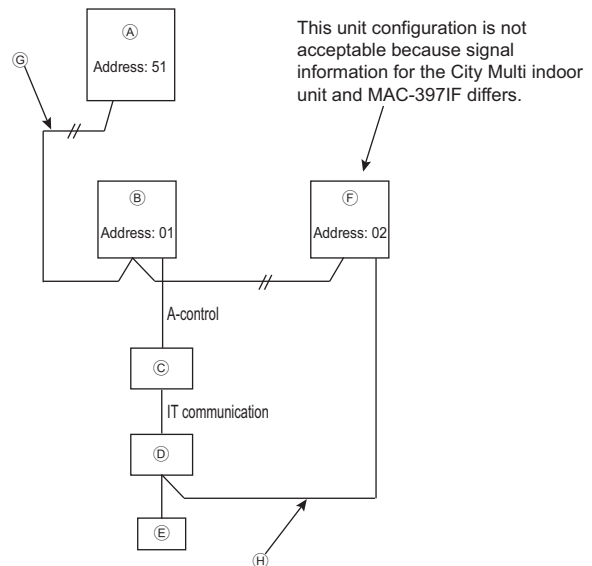 Ⓐ
Address: 51
This unit configuration is not
acceptable because signal
information for the City Multi indoor
unit and MAC-397IF differs.
Ⓖ
Ⓑ
Address: 01
Ⓕ
Address: 02
A-control
Ⓒ
IT communication
Ⓓ
Ⓔ
Ⓗ